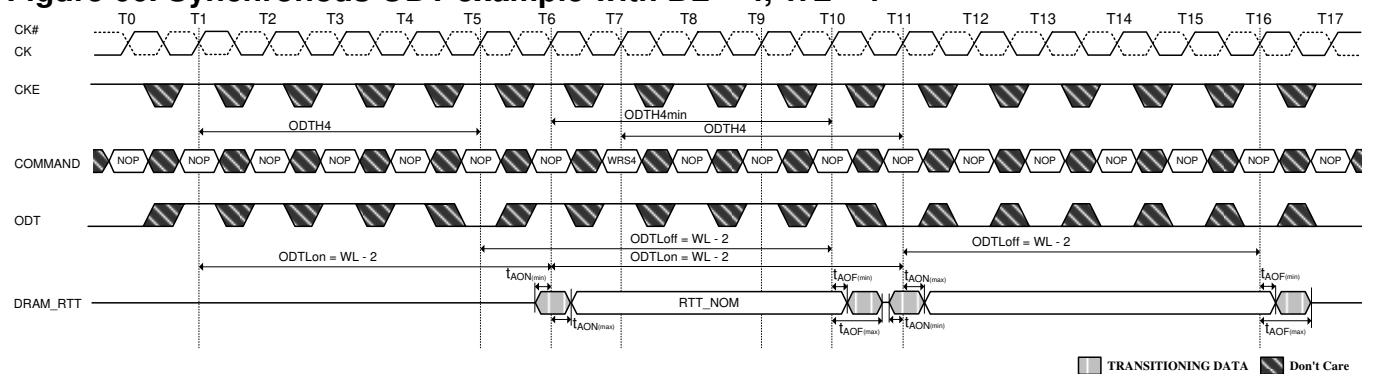 T0 T1 T2 T3 T4 T5 T6 T7 T8 T9 T10 T11 T12 T13 T14 T15 T16 T17
CK#
CK
CKE
ODTH4min
ODTH4 ODTH4
COMMAND NOP NOP NOP NOP NOP NOP NOP WRS4 NOP NOP NOP NOP NOP NOP NOP NOP NOP NOP
ODT
ODTLoff = WL - 2 ODTLoff = WL - 2
ODTLon = WL - 2 ODTLon = WL - 2
tAON(min) tAOF(min) tAON(max) tAOF(min)
DRAM_RTT RTT_NOM
tAON(max) tAOF(max) tAON(min) tAOF(max)
TRANSITIONING DATA Don't Care